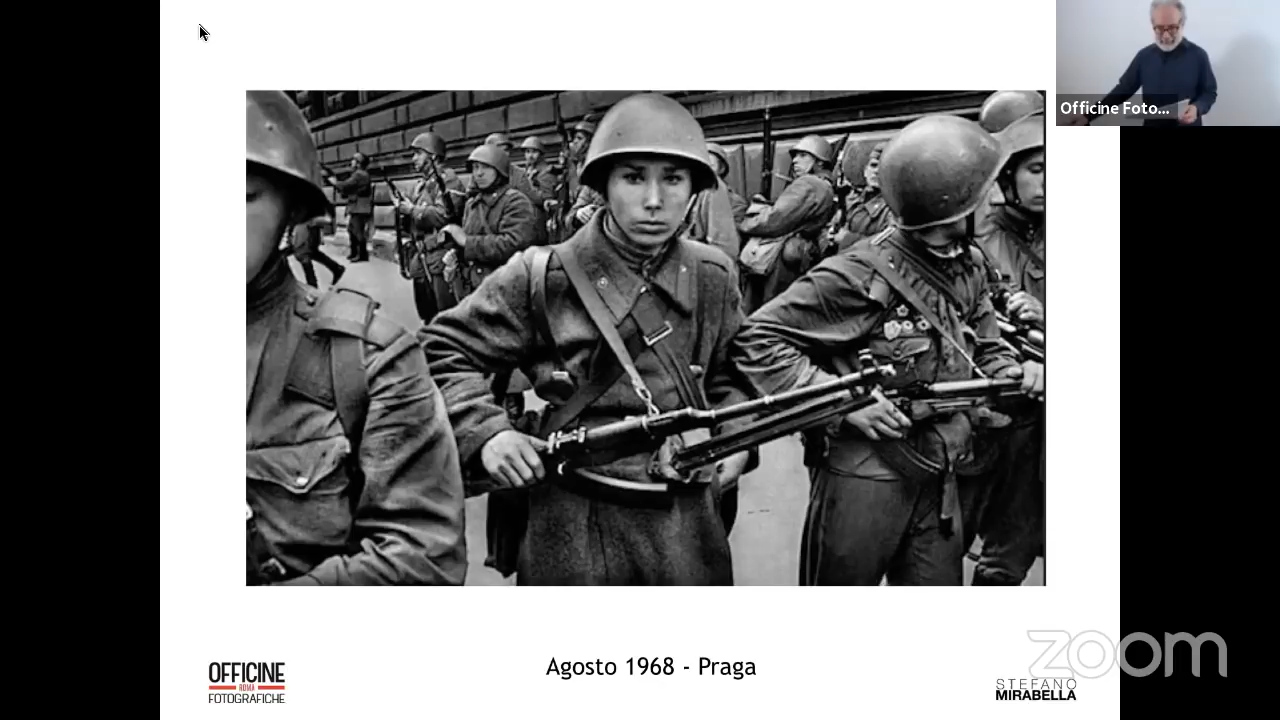 Officine Foto...
Agosto 1968 - Praga
OFFICINE
ROMA
FOTOGRAFICHE
zoom
STEFANO
MIRABELLA